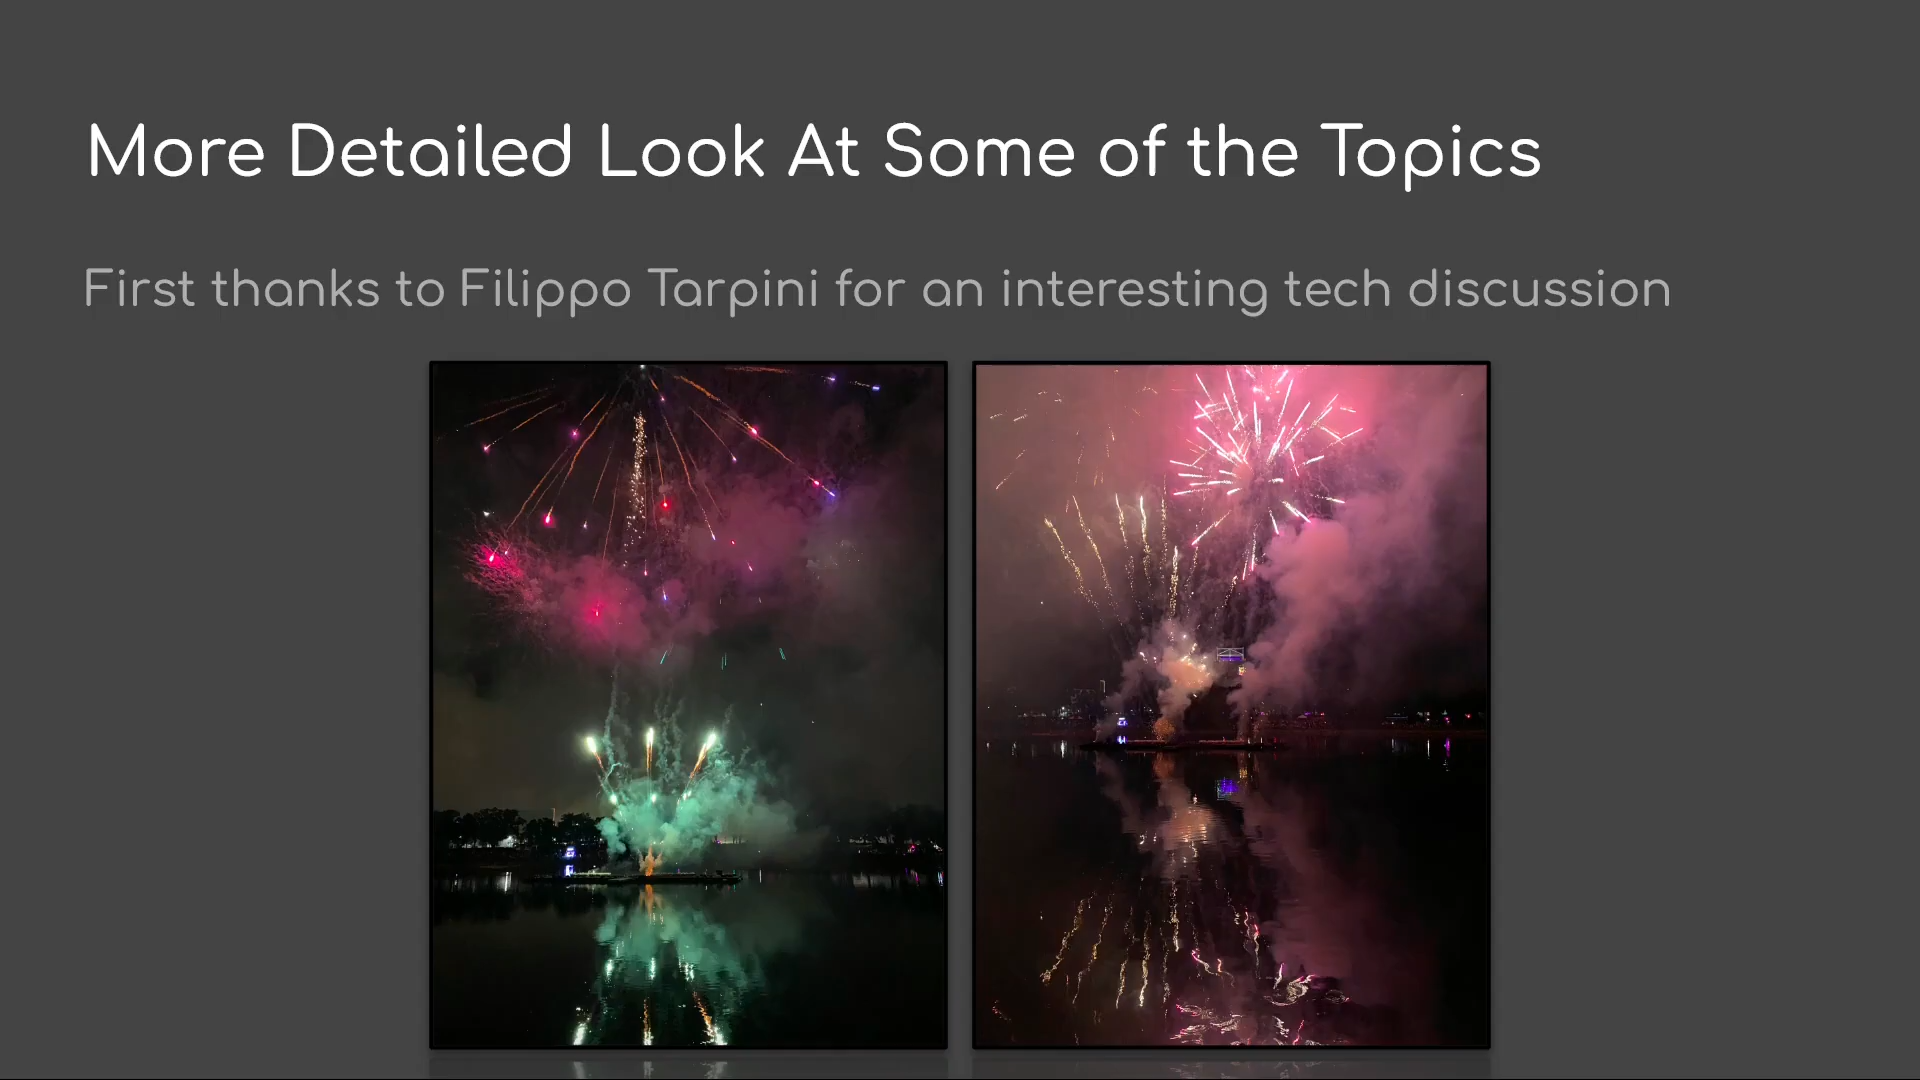 More Detailed Look At Some of the Topics
First thanks to Filippo Tarpini for an interesting tech discussion